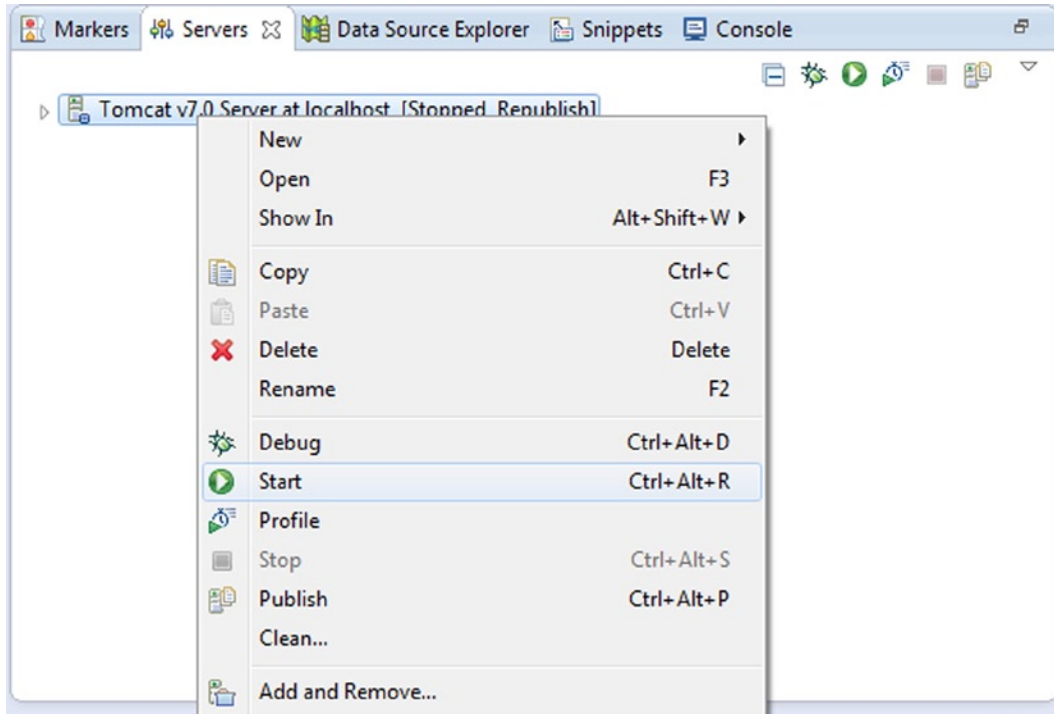 Markers Servers Data Source Explorer Snippets Console
Tomcat v7.0 Server at localhost [Stopped, Republish]
New
Open F3
Show In Alt+Shift+W
Copy Ctrl+C
Paste Ctrl+V
Delete Delete
Rename F2
Debug Ctrl+Alt+D
Start Ctrl+Alt+R
Profile
Stop Ctrl+Alt+S
Publish Ctrl+Alt+P
Clean...
Add and Remove...